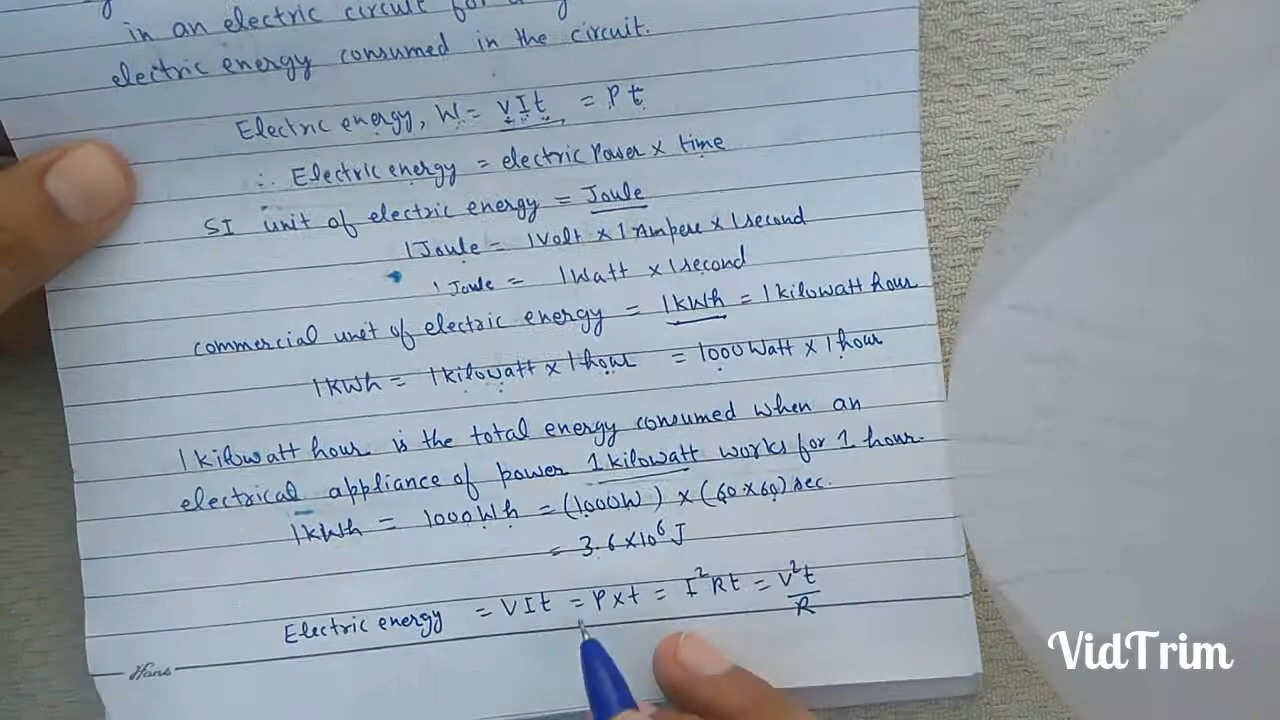 in an electric circuit for
electric energy consumed in the circuit.
Electric energy, W = VIt = Pt
∴ Electric energy = electric Power × time
SI unit of electric energy = Joule
1 Joule = 1 Volt × 1 Ampere × 1 second
1 Joule = 1 Watt × 1 second
commercial unit of electric energy = 1 kWh = 1 kilowatt hour
1 kWh = 1 kilowatt × 1 hour = 1000 Watt × 1 hour
1 kilowatt hour is the total energy consumed when an
electrical appliance of power 1 kilowatt works for 1 hour.
1 kWh = 1000 Wh = (1000W) × (60×60) sec.
= 3.6 × 10⁶ J
Electric energy = VIt = P×t = I²Rt = V²t/R
Hans
VidTrim